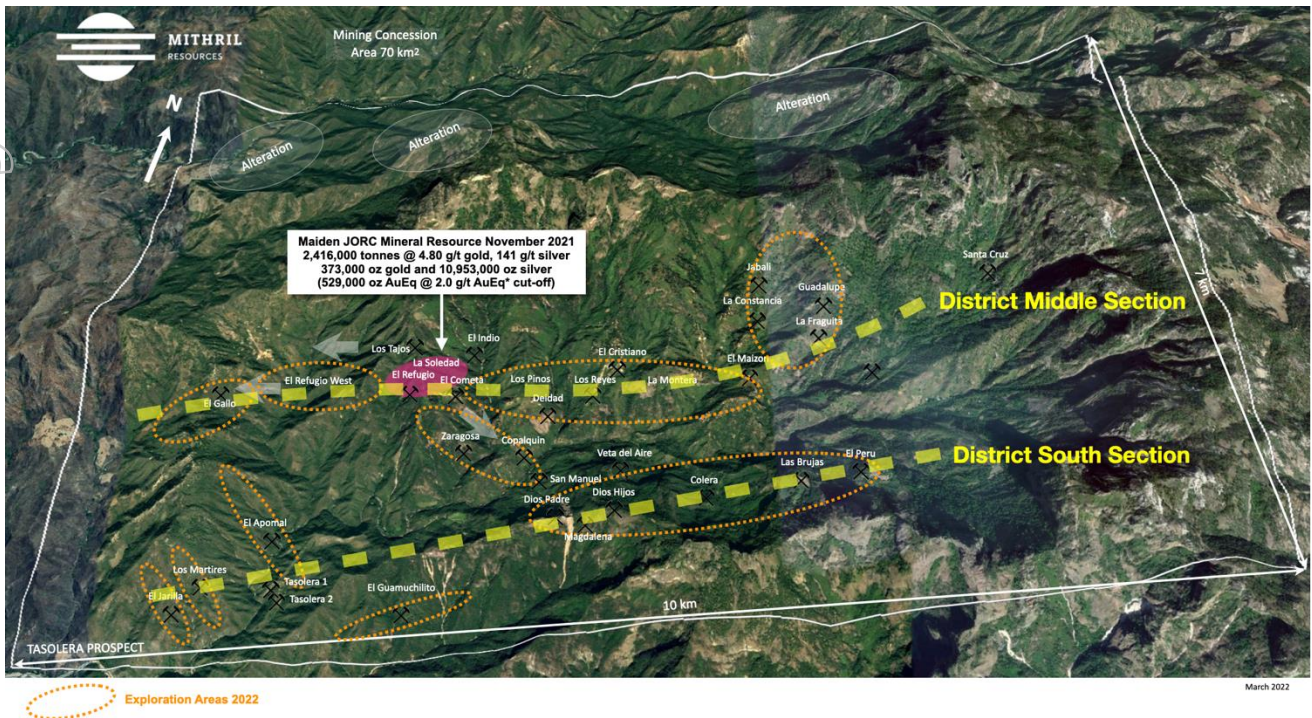 MITHRIL
RESOURCES
Mining Concession
Area 70 km²
N
Alteration
Alteration
Alteration
Maiden JORC Mineral Resource November 2021
2,416,000 tonnes @ 4.80 g/t gold, 141 g/t silver
373,000 oz gold and 10,953,000 oz silver
(529,000 oz AuEq @ 2.0 g/t AuEq* cut-off)
Santa Cruz
Jabali
Guadalupe
La Constancia
La Fraguita
District Middle Section
7 km
Los Tajos
El Indio
La Soledad
El Cristiano
El Maizon
El Refugio West
El Refugio
El Cometa
Los Pinos
Los Reyes
La Montera
El Gallo
Deidad
Zaragosa
Copalquin
Veta del Aire
El Peru
District South Section
San Manuel
Las Brujas
Dios Padre
Dios Hijos
Colera
El Apomal
Magdalena
Los Martires
Tasolera 1
El Guamuchilito
El Jarilla
Tasolera 2
10 km
TASOLERA PROSPECT
March 2022
Exploration Areas 2022